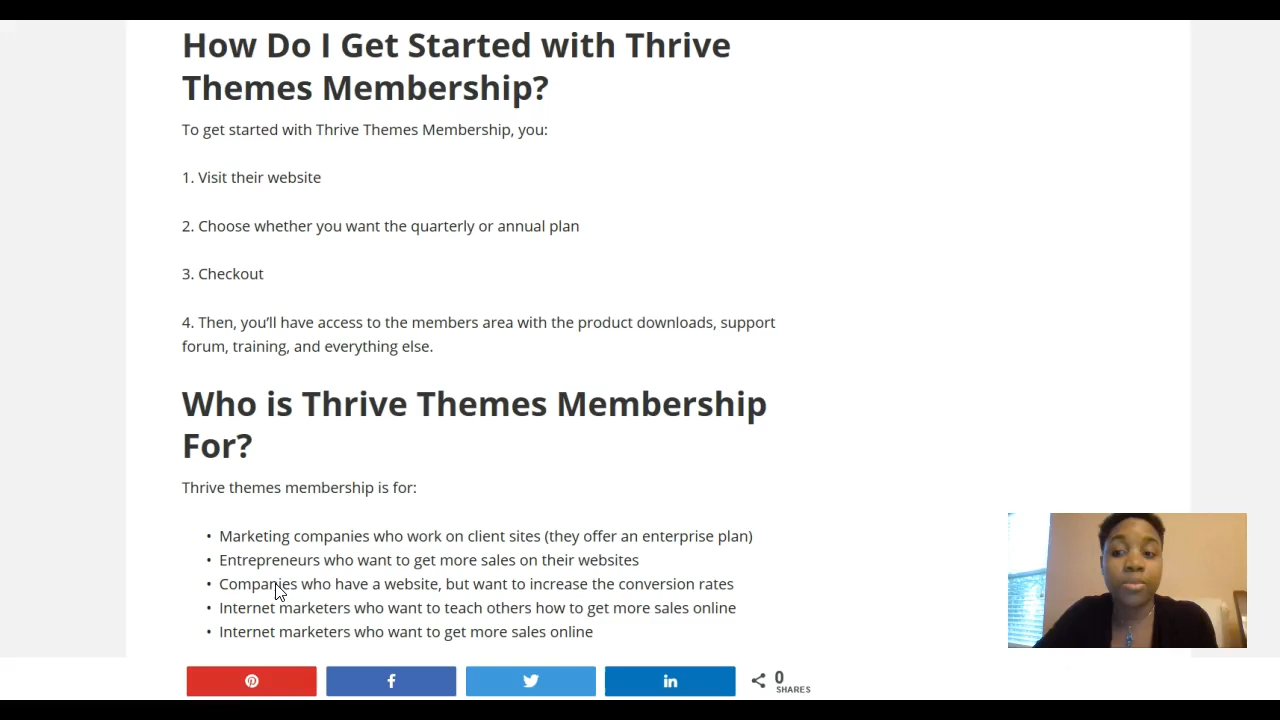 How Do I Get Started with Thrive
Themes Membership?
To get started with Thrive Themes Membership, you:
1. Visit their website
2. Choose whether you want the quarterly or annual plan
3. Checkout
4. Then, you’ll have access to the members area with the product downloads, support
forum, training, and everything else.
Who is Thrive Themes Membership
For?
Thrive themes membership is for:
• Marketing companies who work on client sites (they offer an enterprise plan)
• Entrepreneurs who want to get more sales on their websites
• Companies who have a website, but want to increase the conversion rates
• Internet marketers who want to teach others how to get more sales online
• Internet marketers who want to get more sales online
0
SHARES